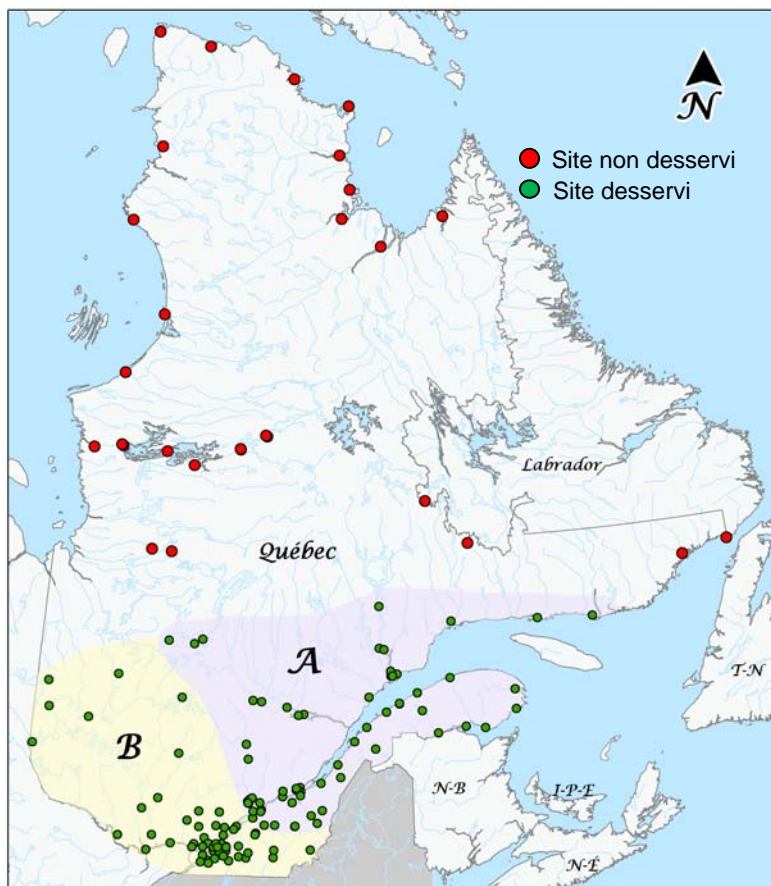 N
Site non desservi
Site desservi
Labrador
Québec
A
T-N
B
N-B
I-P-E
N-É